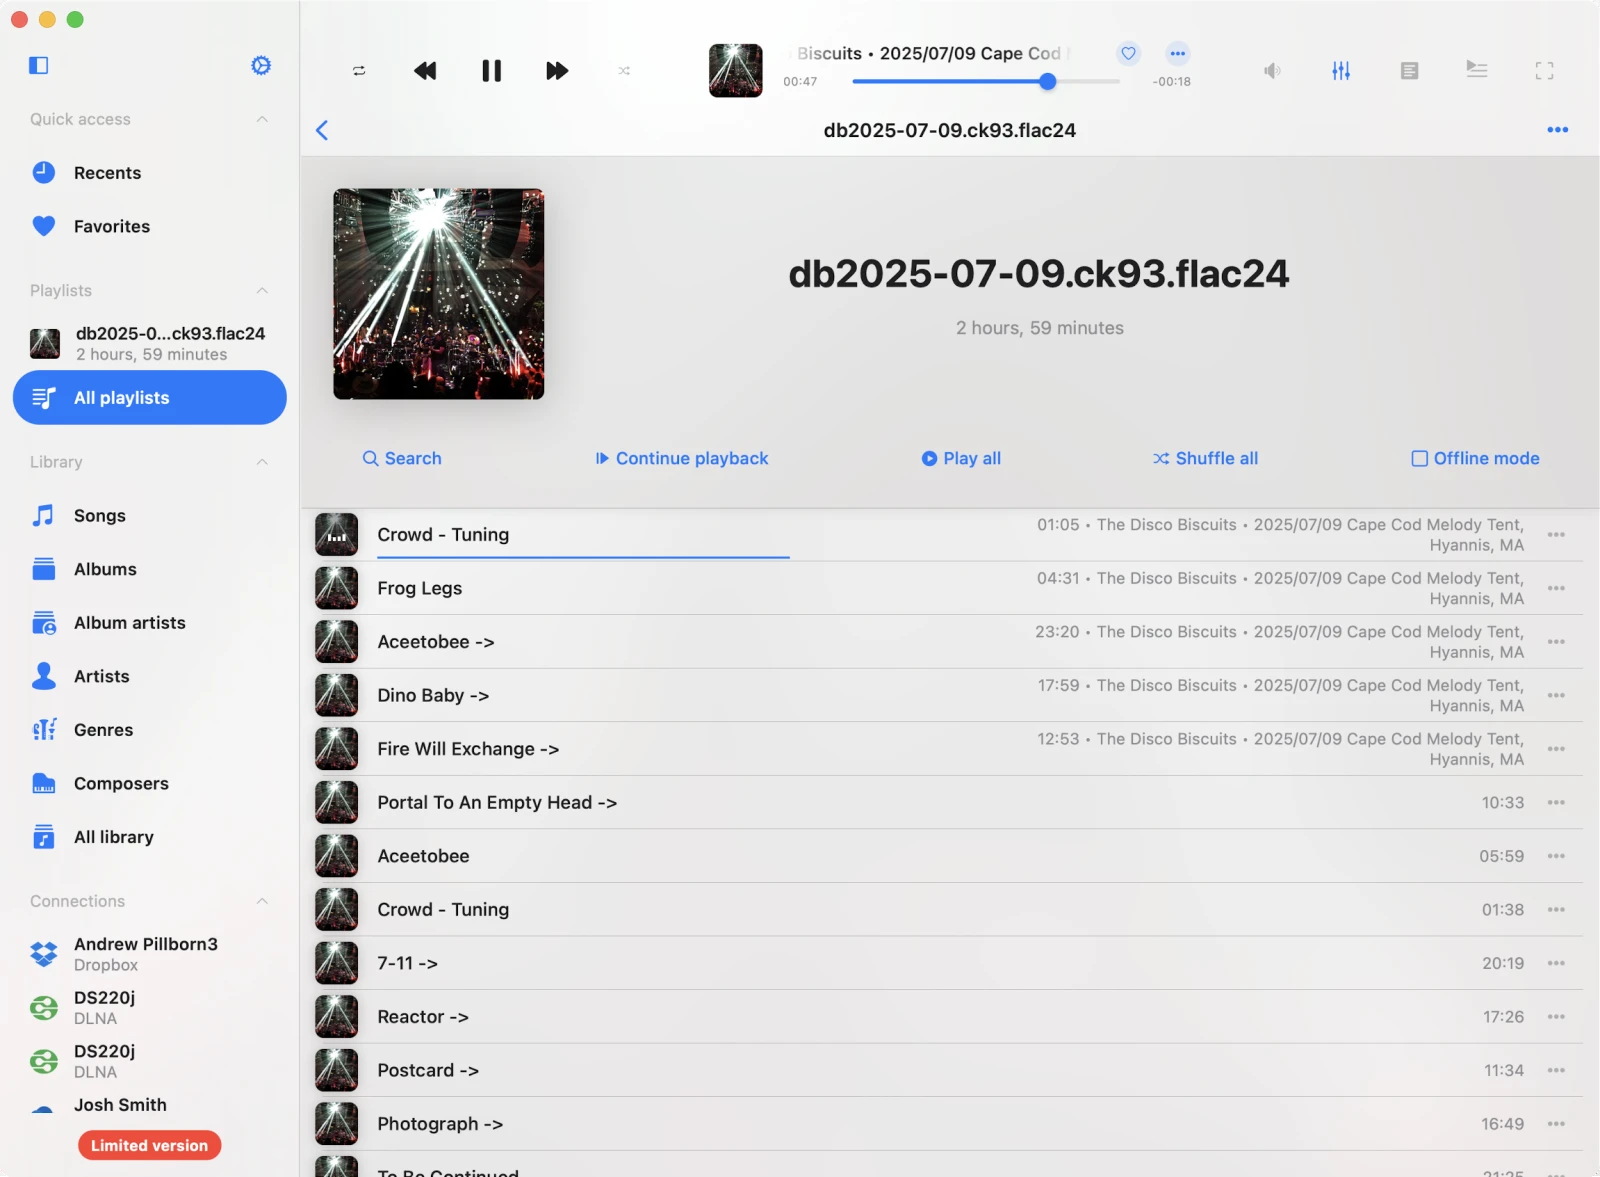 Biscuits • 2025/07/09 Cape Cod
00:47
-00:18
db2025-07-09.ck93.flac24
Quick access
Recents
Favorites
Playlists
db2025-0...ck93.flac24
2 hours, 59 minutes
All playlists
Library
Songs
Albums
Album artists
Artists
Genres
Composers
All library
Connections
Andrew Pillborn3
Dropbox
DS220j
DLNA
DS220j
DLNA
Josh Smith
Limited version
db2025-07-09.ck93.flac24
2 hours, 59 minutes
Search
Continue playback
Play all
Shuffle all
Offline mode
Crowd - Tuning
01:05 • The Disco Biscuits • 2025/07/09 Cape Cod Melody Tent,
Hyannis, MA
Frog Legs
04:31 • The Disco Biscuits • 2025/07/09 Cape Cod Melody Tent,
Hyannis, MA
Aceetobee ->
23:20 • The Disco Biscuits • 2025/07/09 Cape Cod Melody Tent,
Hyannis, MA
Dino Baby ->
17:59 • The Disco Biscuits • 2025/07/09 Cape Cod Melody Tent,
Hyannis, MA
Fire Will Exchange ->
12:53 • The Disco Biscuits • 2025/07/09 Cape Cod Melody Tent,
Hyannis, MA
Portal To An Empty Head ->
10:33
Aceetobee
05:59
Crowd - Tuning
01:38
7-11 ->
20:19
Reactor ->
17:26
Postcard ->
11:34
Photograph ->
16:49
To Be Continued